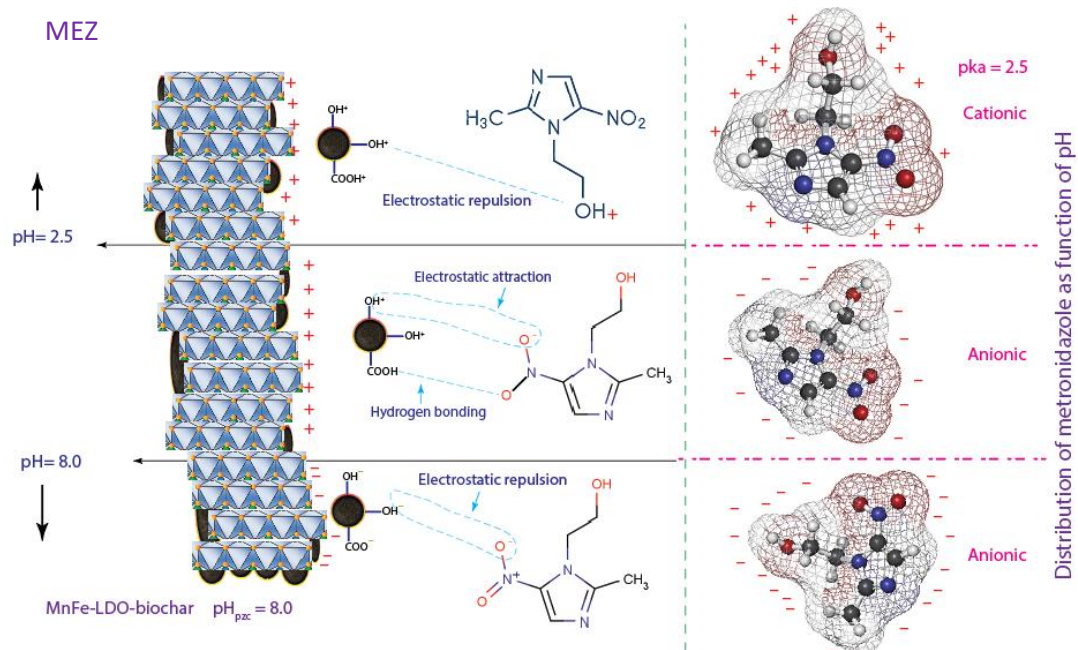 MEZ
OH⁺
OH⁺
COOH⁺
N
H₃C
N
NO₂
OH+
Electrostatic repulsion
pka = 2.5
Cationic
pH= 2.5
Electrostatic attraction
OH⁺
OH⁺
COOH
Hydrogen bonding
OH
O
N
O
N
CH₃
N
Anionic
pH= 8.0
Electrostatic repulsion
OH⁻
OH⁻
COO⁻
OH
O⁻
N⁺
O
N
CH₃
N
Anionic
MnFe-LDO-biochar pHpzc = 8.0
Distribution of metronidazole as function of pH